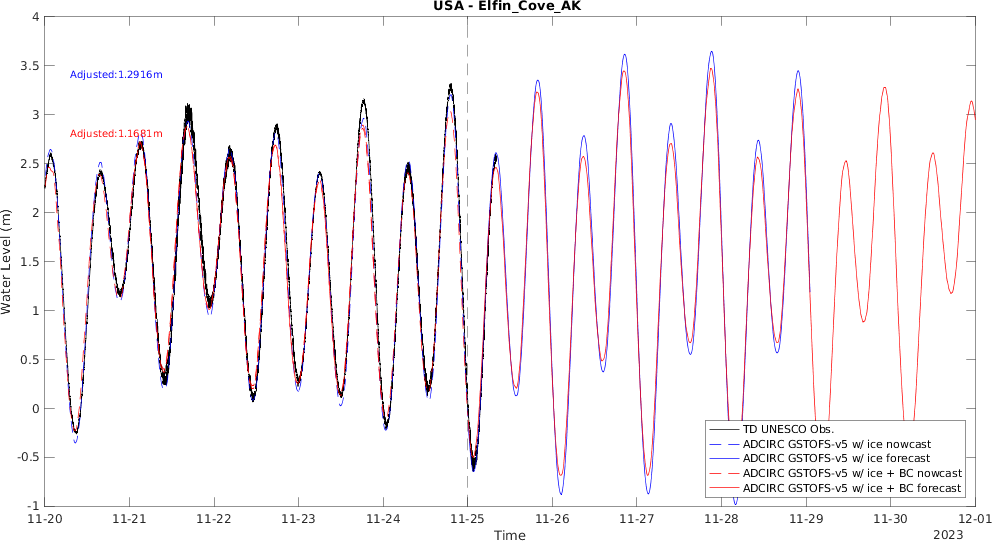 USA - Elfin_Cove_AK
4
3.5
3
2.5
2
1.5
1
0.5
0
-0.5
-1
Water Level (m)
Adjusted:1.2916m
Adjusted:1.1681m
TD UNESCO Obs.
ADCIRC GSTOFS-v5 w/ ice nowcast
ADCIRC GSTOFS-v5 w/ ice forecast
ADCIRC GSTOFS-v5 w/ ice + BC nowcast
ADCIRC GSTOFS-v5 w/ ice + BC forecast
11-20 11-21 11-22 11-23 11-24 11-25 11-26 11-27 11-28 11-29 11-30 12-01
Time
2023